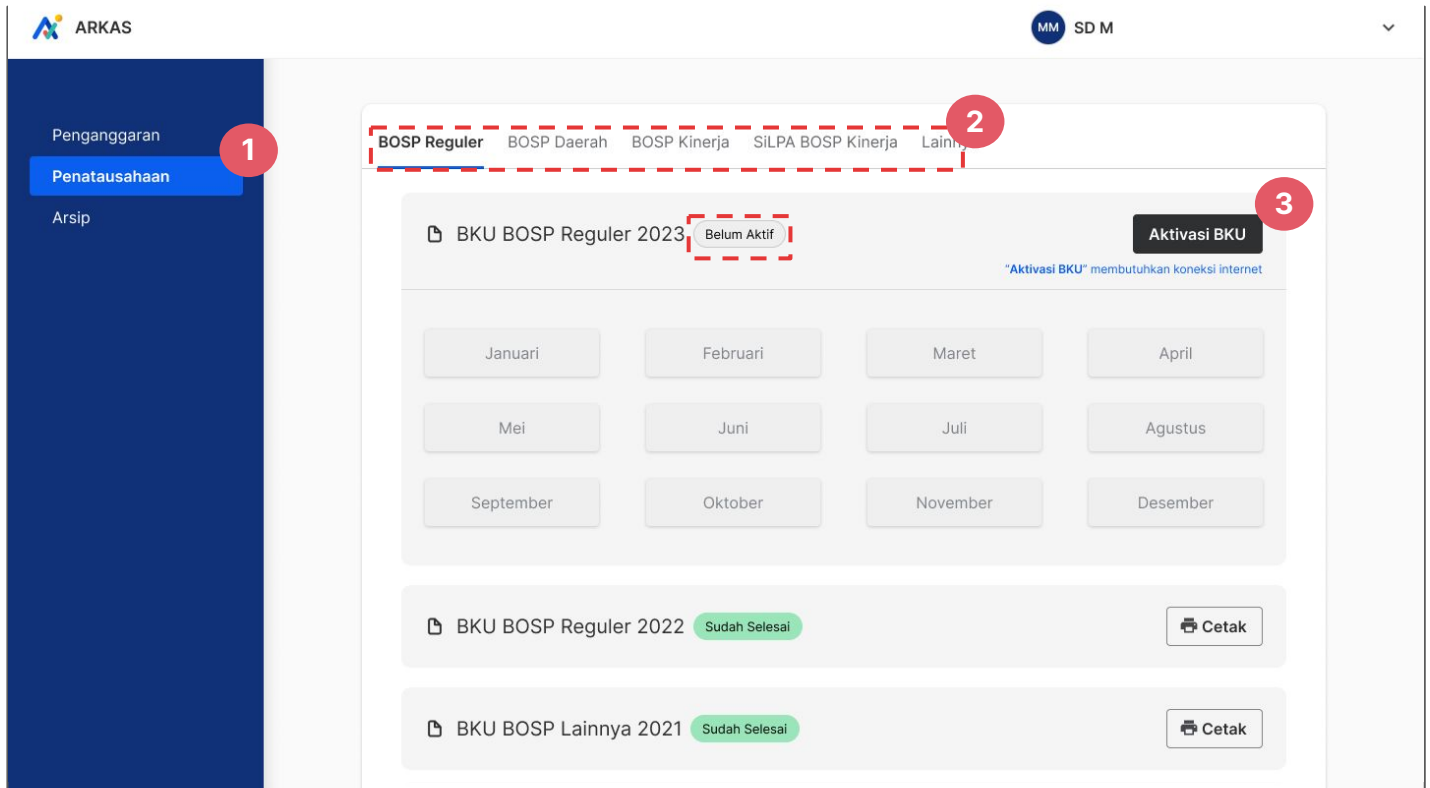 ARKAS
MM SD M
Penganggaran
1
Penatausahaan
Arsip
BOSP Reguler BOSP Daerah BOSP Kinerja SiLPA BOSP Kinerja
2
BKU BOSP Reguler 2023 Belum Aktif
Aktivasi BKU
3
"Aktivasi BKU" membutuhkan koneksi internet
Januari Februari Maret April
Mei Juni Juli Agustus
September Oktober November Desember
BKU BOSP Reguler 2022 Sudah Selesai Cetak
BKU BOSP Lainnya 2021 Sudah Selesai Cetak